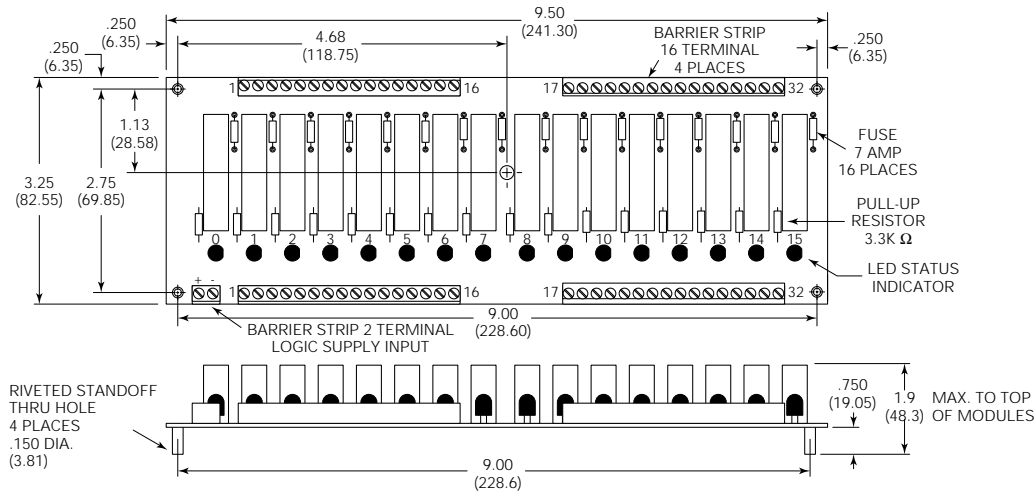 9.50
(241.30)
.250
(6.35)
4.68
(118.75)
BARRIER STRIP
16 TERMINAL
4 PLACES
.250
(6.35)
.250
(6.35)
1 16 17 32
1.13
(28.58)
3.25
(82.55)
2.75
(69.85)
FUSE
7 AMP
16 PLACES
PULL-UP
RESISTOR
3.3K Ω
0 1 2 3 4 5 6 7 8 9 10 11 12 13 14 15
LED STATUS
INDICATOR
+ -
1 16 17 32
9.00
(228.60)
BARRIER STRIP 2 TERMINAL
LOGIC SUPPLY INPUT
RIVETED STANDOFF
THRU HOLE
4 PLACES
.150 DIA.
(3.81)
.750
(19.05)
1.9
(48.3)
MAX. TO TOP
OF MODULES
9.00
(228.6)